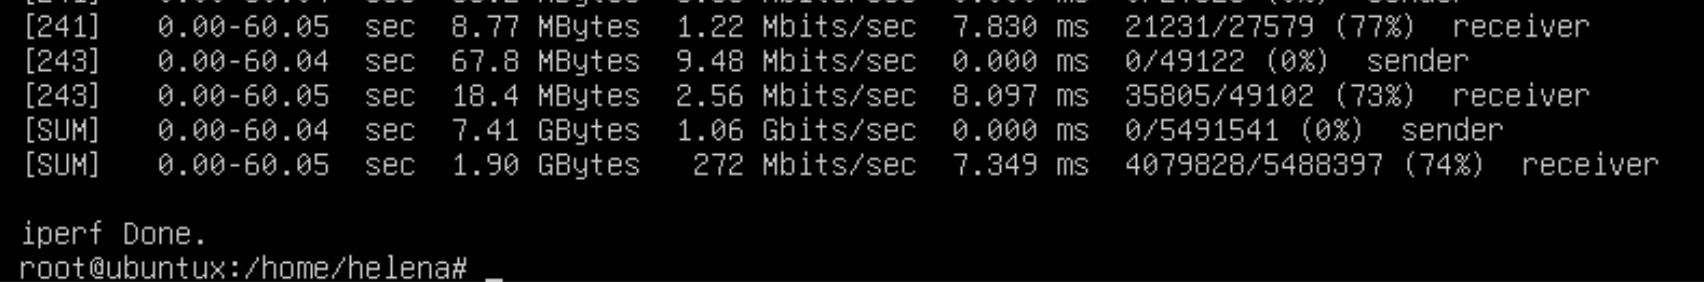 [241]   0.00-60.05  sec  8.77 MBytes  1.22 Mbits/sec  7.830 ms  21231/27579 (77%)  receiver
[243]   0.00-60.04  sec  67.8 MBytes  9.48 Mbits/sec  0.000 ms  0/49122 (0%)  sender
[243]   0.00-60.05  sec  18.4 MBytes  2.56 Mbits/sec  8.097 ms  35805/49102 (73%)  receiver
[SUM]   0.00-60.04  sec  7.41 GBytes  1.06 Gbits/sec  0.000 ms  0/5491541 (0%)  sender
[SUM]   0.00-60.05  sec  1.90 GBytes   272 Mbits/sec  7.349 ms  4079828/5488397 (74%)  receiver
iperf Done.
root@ubuntux:/home/helena# _